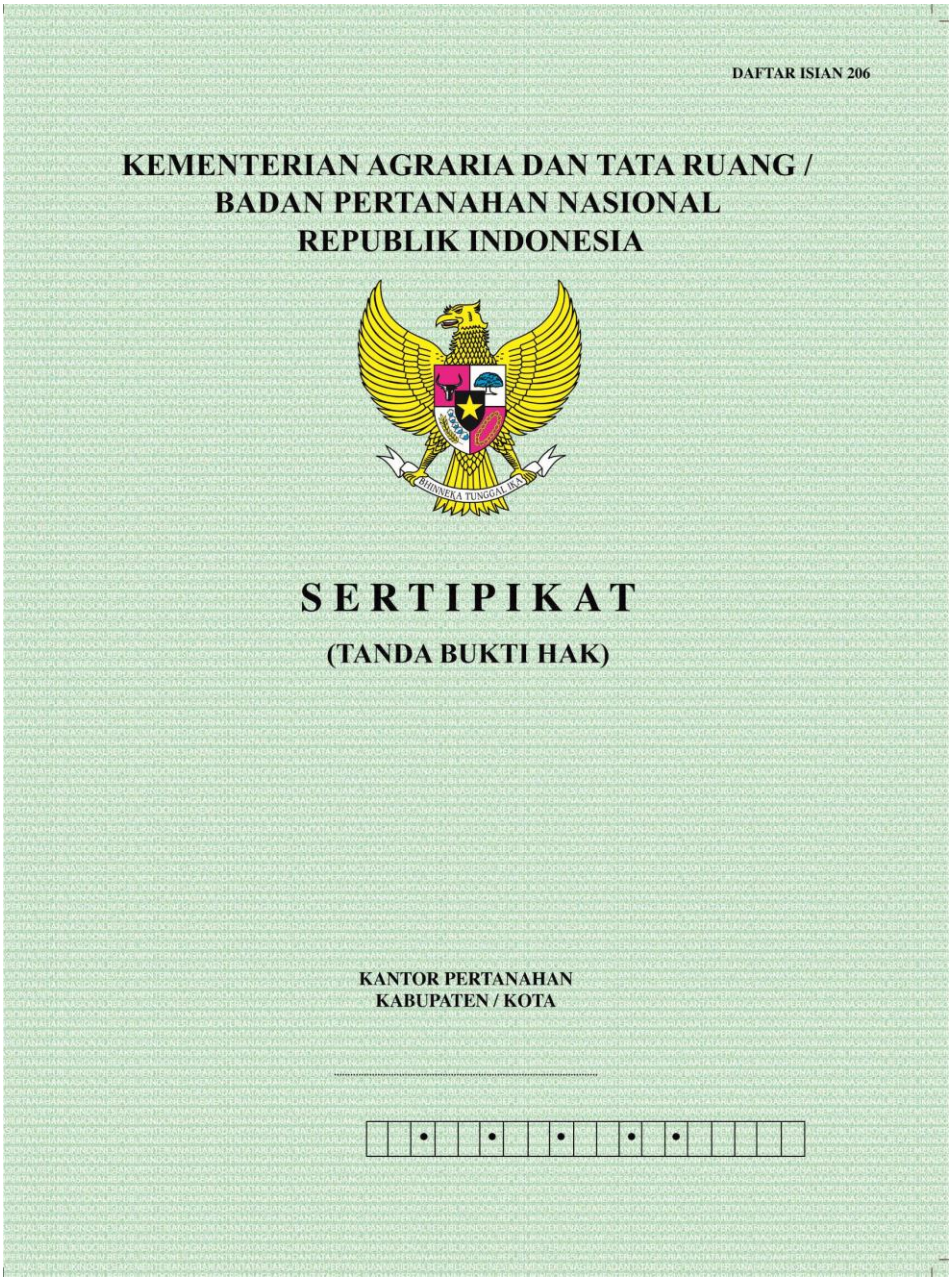 DAFTAR ISIAN 206
KEMENTERIAN AGRARIA DAN TATA RUANG /
BADAN PERTANAHAN NASIONAL
REPUBLIK INDONESIA
BHINNEKA TUNGGAL IKA
SERTIPIKAT
(TANDA BUKTI HAK)
KANTOR PERTANAHAN
KABUPATEN / KOTA